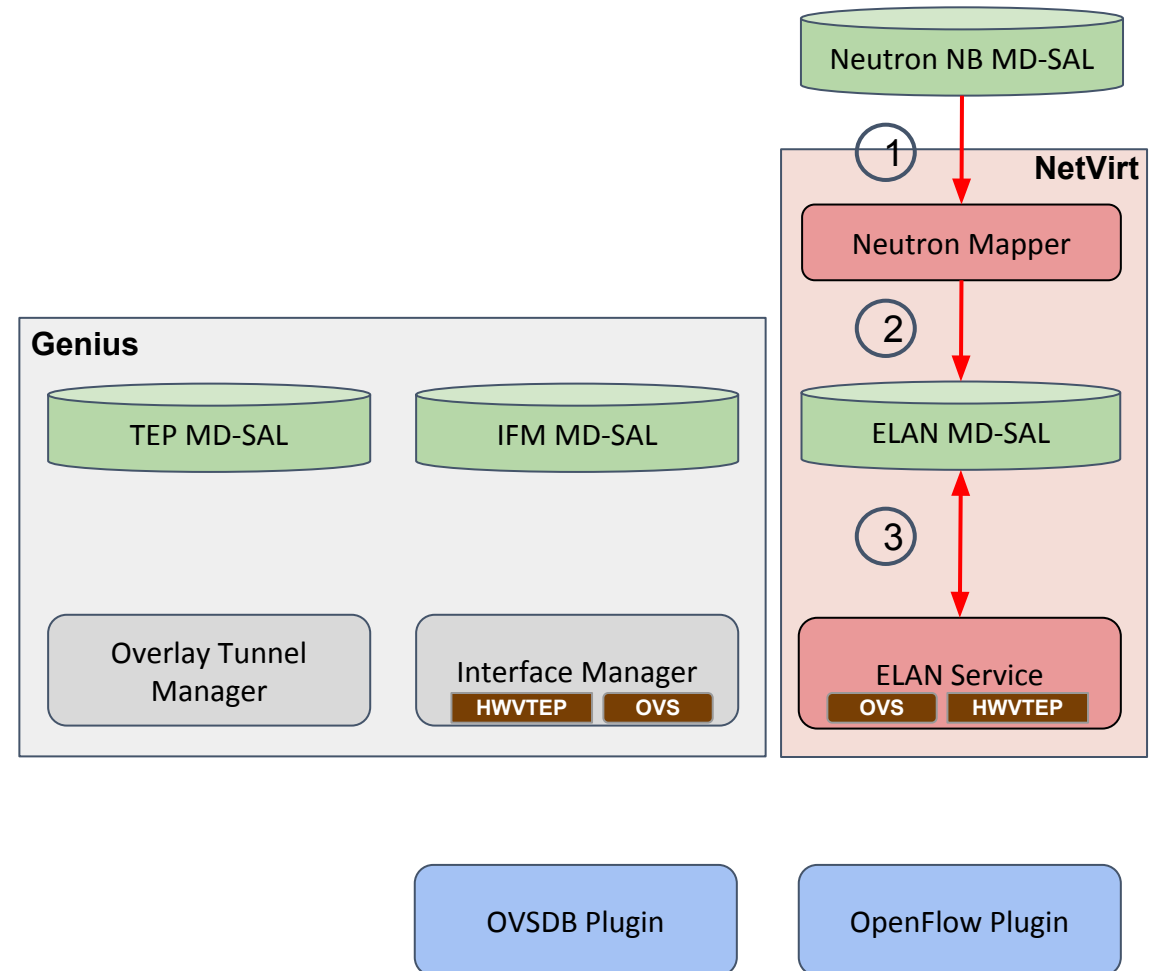 Neutron NB MD-SAL
1
NetVirt
Neutron Mapper
2
Genius
TEP MD-SAL
IFM MD-SAL
ELAN MD-SAL
3
Overlay Tunnel
Manager
Interface Manager
HWVTEP
OVS
ELAN Service
OVS
HWVTEP
OVSDB Plugin
OpenFlow Plugin